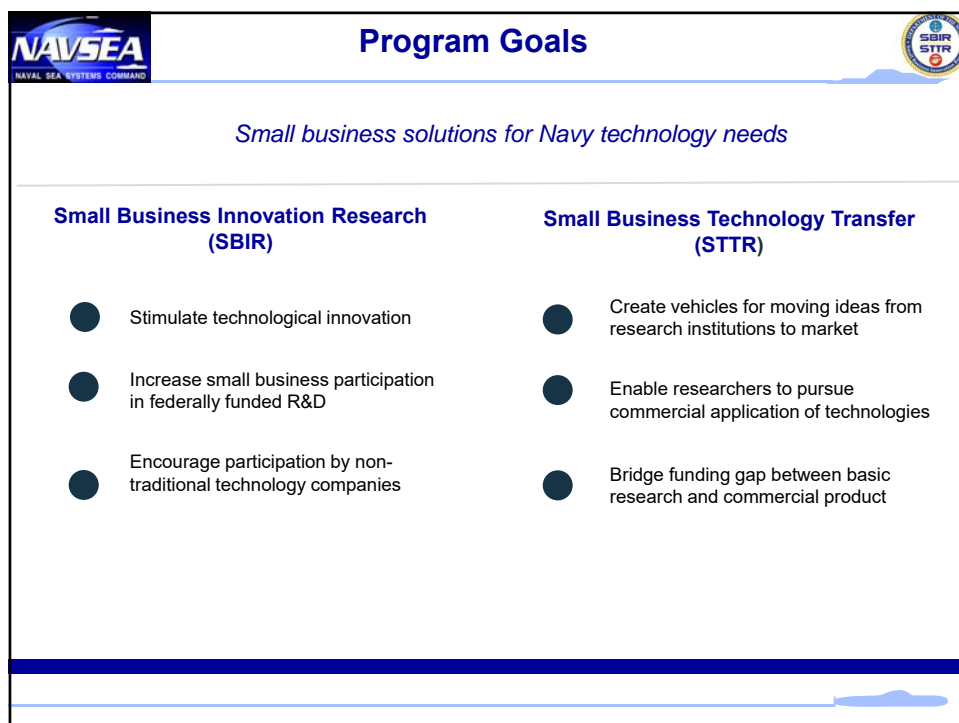 NAVSEA
NAVAL SEA SYSTEMS COMMAND
Program Goals
SBIR
STTR
Small business solutions for Navy technology needs
Small Business Innovation Research
(SBIR)
Stimulate technological innovation
Increase small business participation
in federally funded R&D
Encourage participation by non-
traditional technology companies
Small Business Technology Transfer
(STTR)
Create vehicles for moving ideas from
research institutions to market
Enable researchers to pursue
commercial application of technologies
Bridge funding gap between basic
research and commercial product